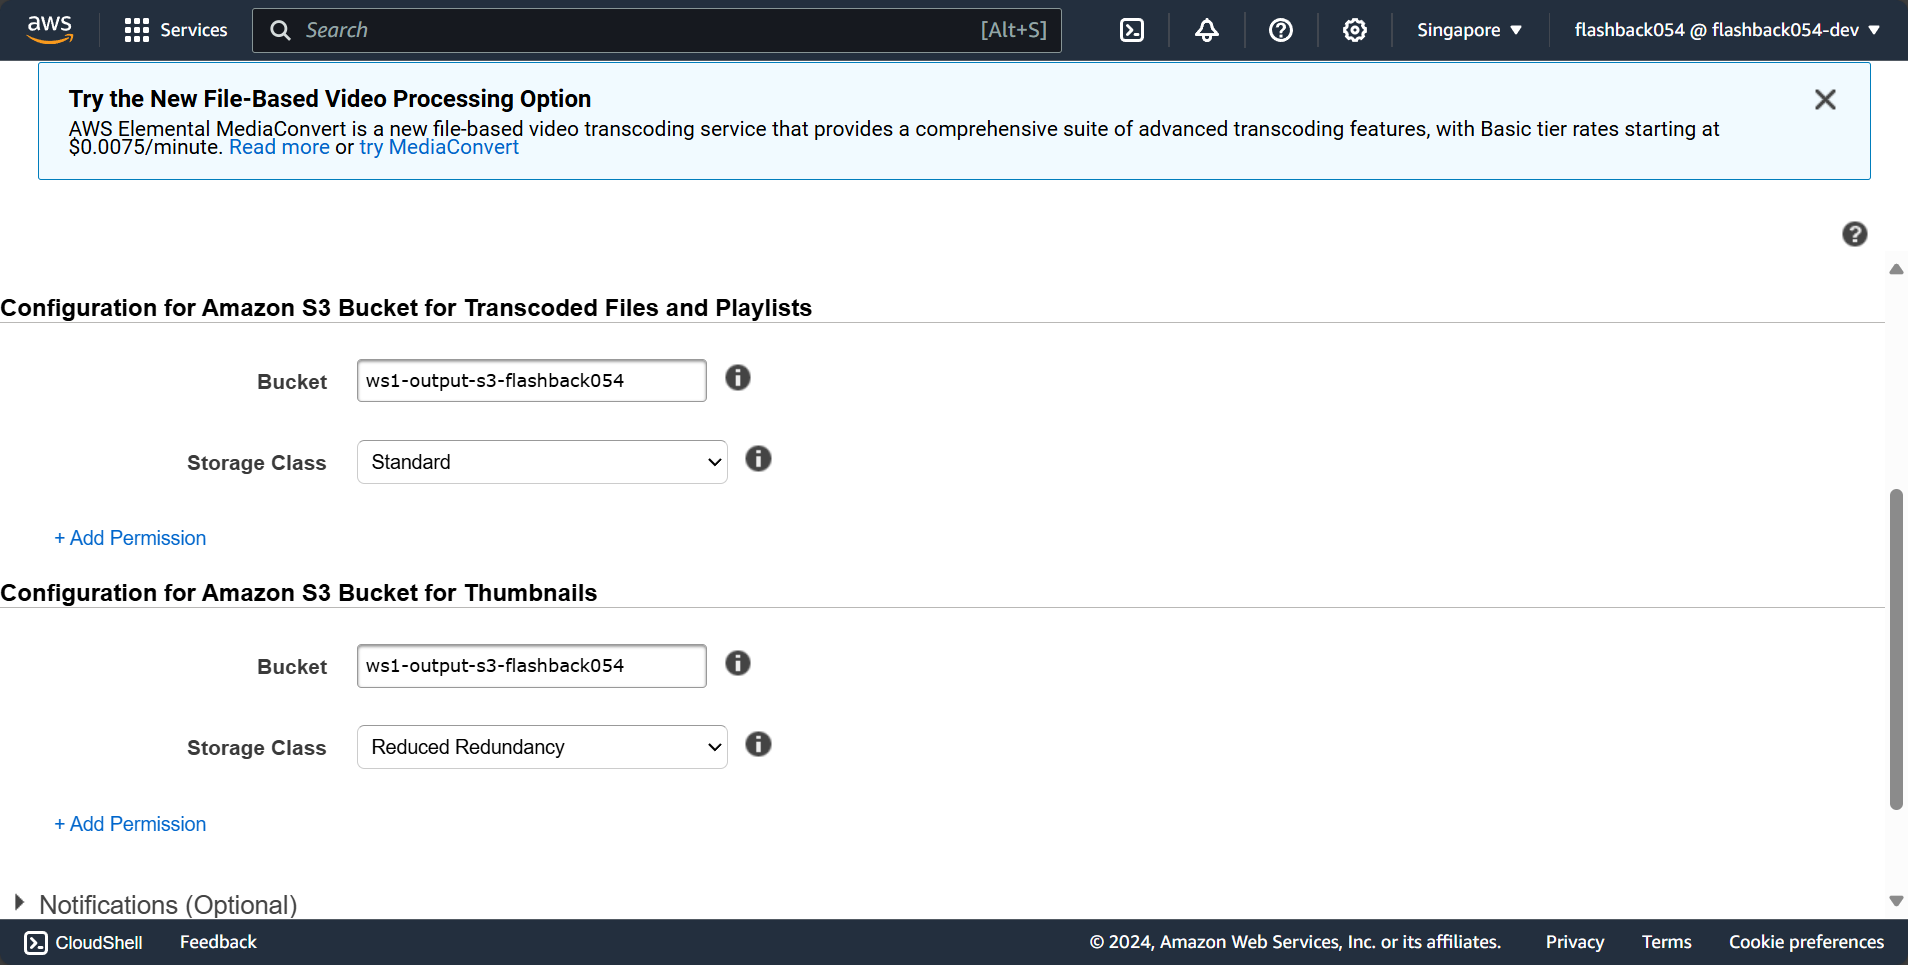 aws
Services
Search
[Alt+S]
Singapore
flashback054 @ flashback054-dev
Try the New File-Based Video Processing Option
AWS Elemental MediaConvert is a new file-based video transcoding service that provides a comprehensive suite of advanced transcoding features, with Basic tier rates starting at
$0.0075/minute. Read more or try MediaConvert
Configuration for Amazon S3 Bucket for Transcoded Files and Playlists
Bucket
ws1-output-s3-flashback054
Storage Class
Standard
+ Add Permission
Configuration for Amazon S3 Bucket for Thumbnails
Bucket
ws1-output-s3-flashback054
Storage Class
Reduced Redundancy
+ Add Permission
Notifications (Optional)
CloudShell
Feedback
© 2024, Amazon Web Services, Inc. or its affiliates.
Privacy
Terms
Cookie preferences